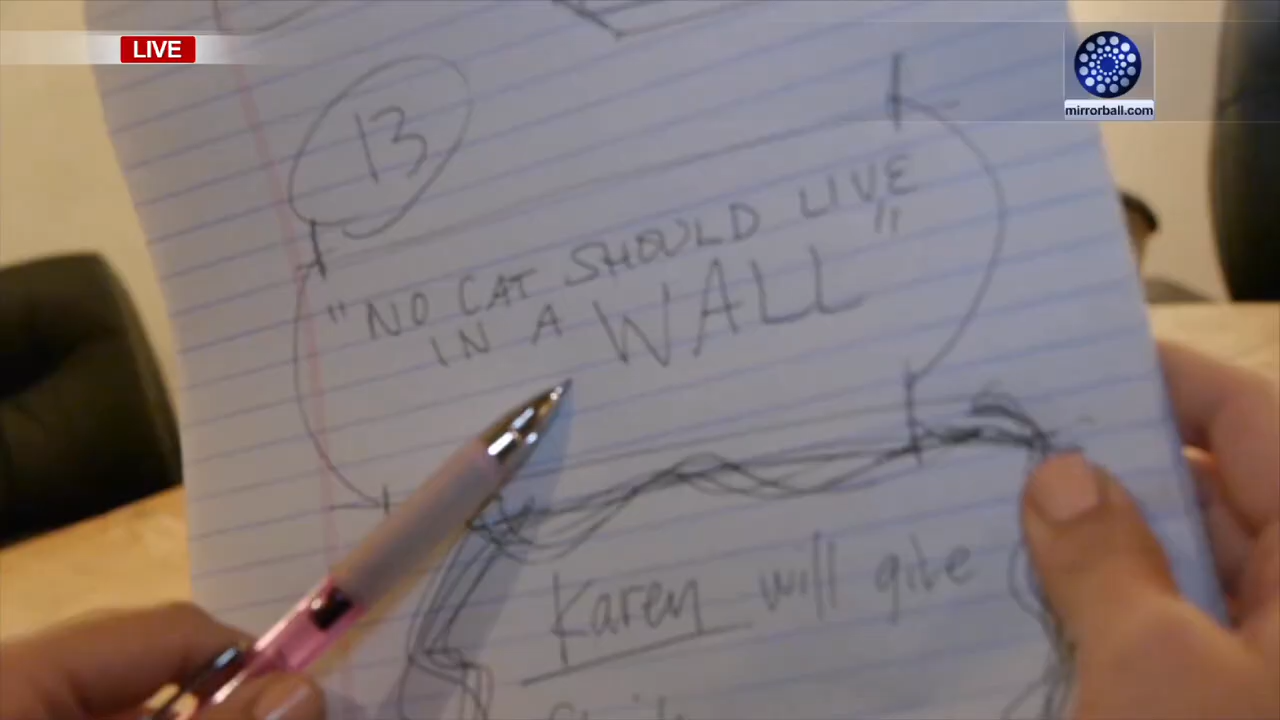 LIVE
mirrorball.com
13
"NO CAT SHOULD LIVE
IN A WALL"
Karen will give